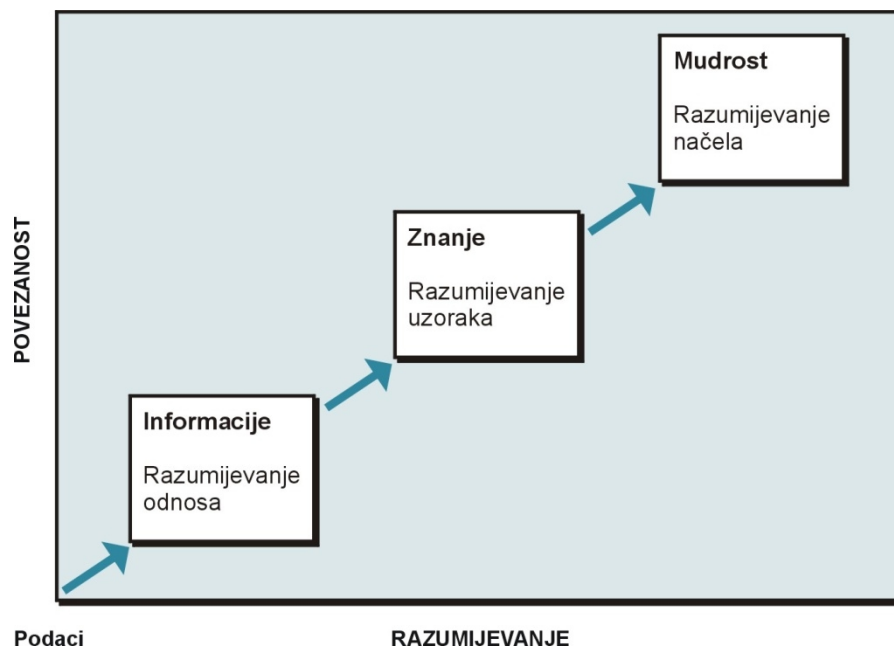 Mudrost
Razumijevanje
načela
Znanje
Razumijevanje
uzoraka
Informacije
Razumijevanje
odnosa
POVEZANOST
Podaci
RAZUMIJEVANJE